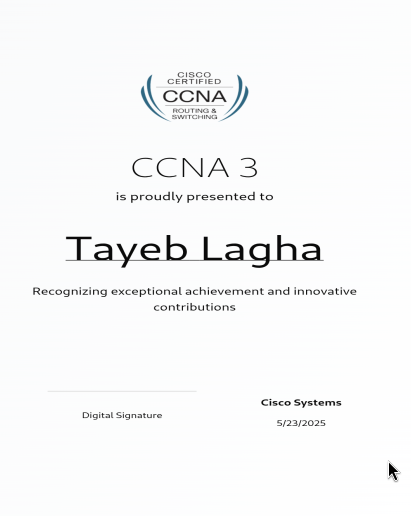 CISCO
CERTIFIED
CCNA
ROUTING &
SWITCHING
CCNA 3
is proudly presented to
Tayeb Lagha
Recognizing exceptional achievement and innovative
contributions
Cisco Systems
Digital Signature
5/23/2025